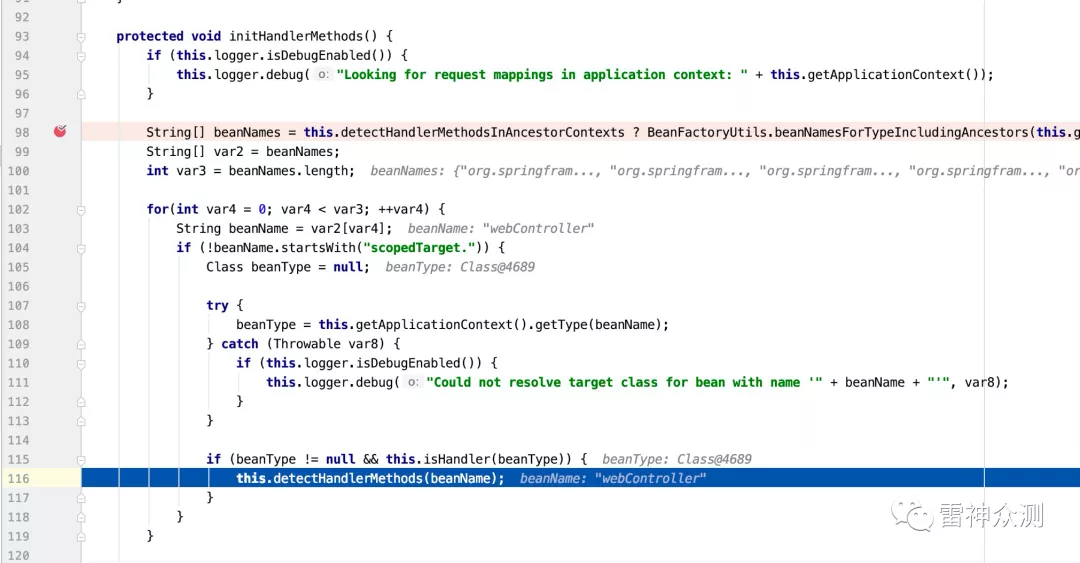 92
93 protected void initHandlerMethods() {
94 if (this.logger.isDebugEnabled()) {
95 this.logger.debug( o: "Looking for request mappings in application context: " + this.getApplicationContext());
96 }
97
98 String[] beanNames = this.detectHandlerMethodsInAncestorContexts ? BeanFactoryUtils.beanNamesForTypeIncludingAncestors(this.g
99 String[] var2 = beanNames;
100 int var3 = beanNames.length; beanNames: {"org.springfram..., "org.springfram..., "org.springfram..., "org.springfram..., "or
101
102 for(int var4 = 0; var4 < var3; ++var4) {
103 String beanName = var2[var4]; beanName: "webController"
104 if (!beanName.startsWith("scopedTarget.")) {
105 Class beanType = null; beanType: Class@4689
106
107 try {
108 beanType = this.getApplicationContext().getType(beanName);
109 } catch (Throwable var8) {
110 if (this.logger.isDebugEnabled()) {
111 this.logger.debug( o: "Could not resolve target class for bean with name '" + beanName + "'", var8);
112 }
113 }
114
115 if (beanType != null && this.isHandler(beanType)) { beanType: Class@4689
116 this.detectHandlerMethods(beanName); beanName: "webController"
117 }
118 }
119 }
120
雷神众测